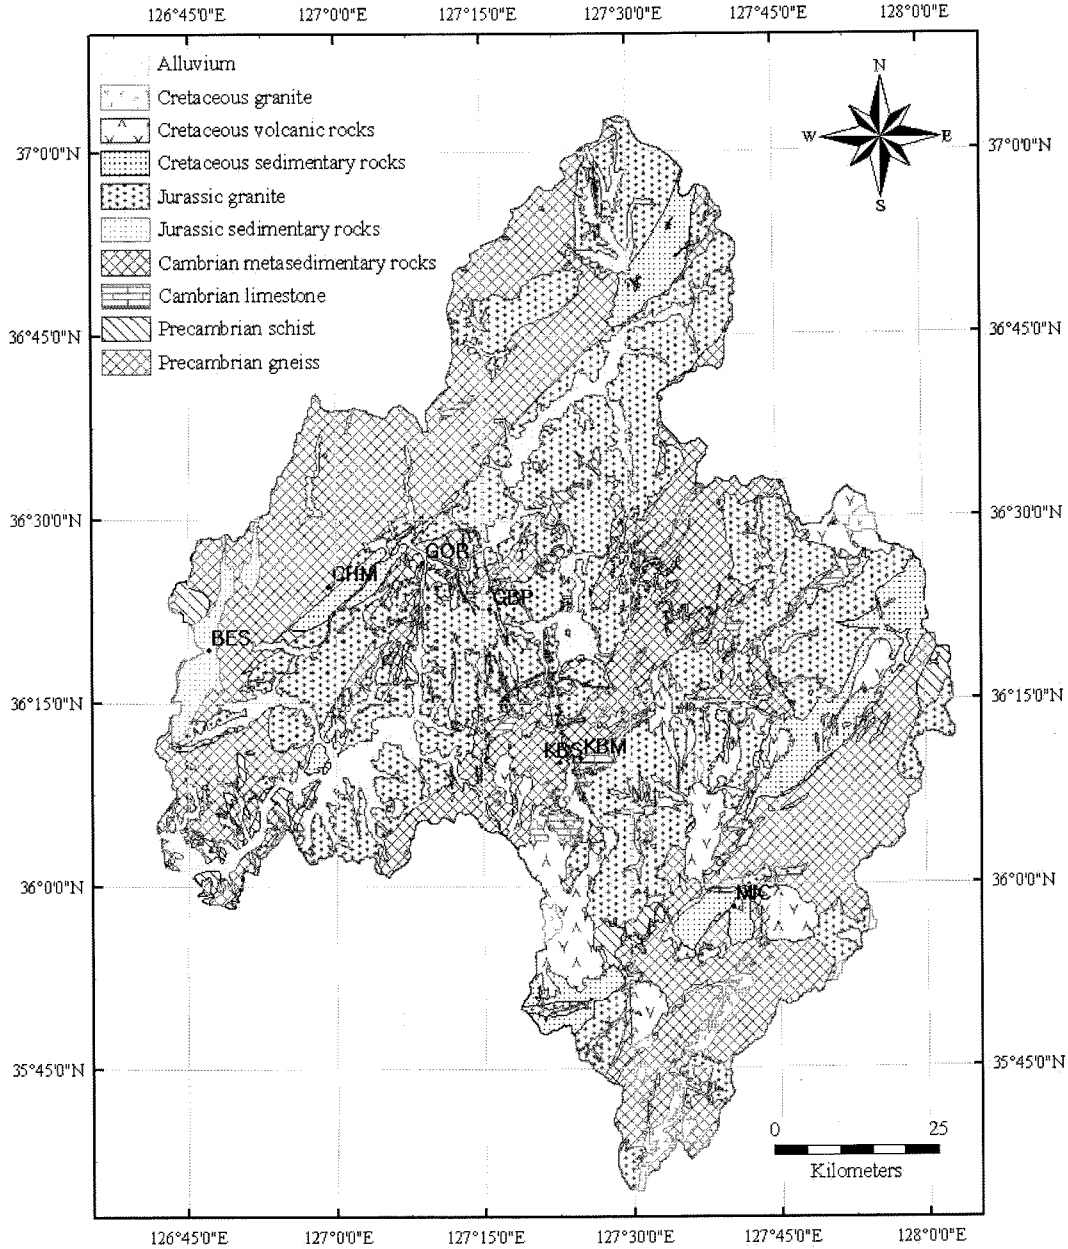 126°45'0"E 127°0'0"E 127°15'0"E 127°30'0"E 127°45'0"E 128°0'0"E
Alluvium
Cretaceous granite
Cretaceous volcanic rocks
Cretaceous sedimentary rocks
Jurassic granite
Jurassic sedimentary rocks
Cambrian metasedimentary rocks
Cambrian limestone
Precambrian schist
Precambrian gneiss
N
W E
S
37°0'0"N 37°0'0"N
36°45'0"N 36°45'0"N
36°30'0"N 36°30'0"N
GOR
CHM
GBP
BES
36°15'0"N 36°15'0"N
KBS KBM
36°0'0"N 36°0'0"N
35°45'0"N 35°45'0"N
0 25
Kilometers
126°45'0"E 127°0'0"E 127°15'0"E 127°30'0"E 127°45'0"E 128°0'0"E